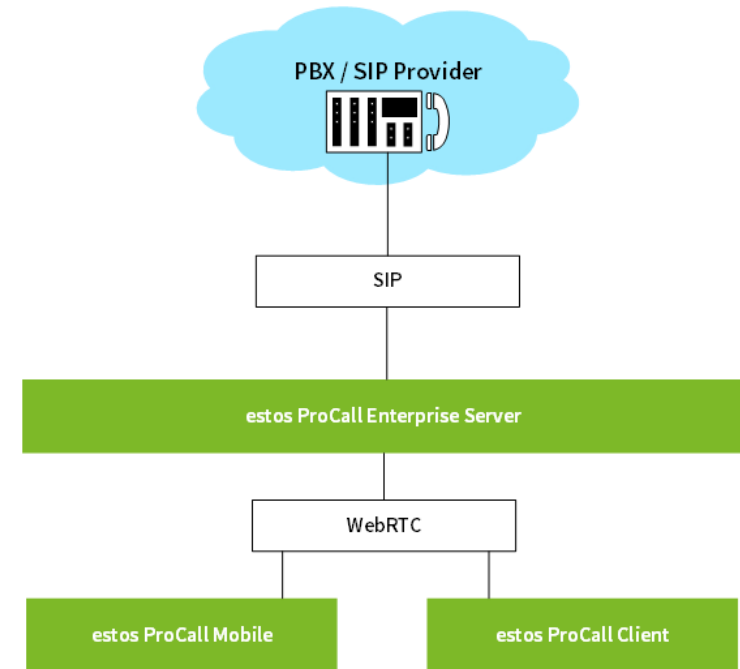 PBX / SIP Provider
SIP
estos ProCall Enterprise Server
WebRTC
estos ProCall Mobile
estos ProCall Client